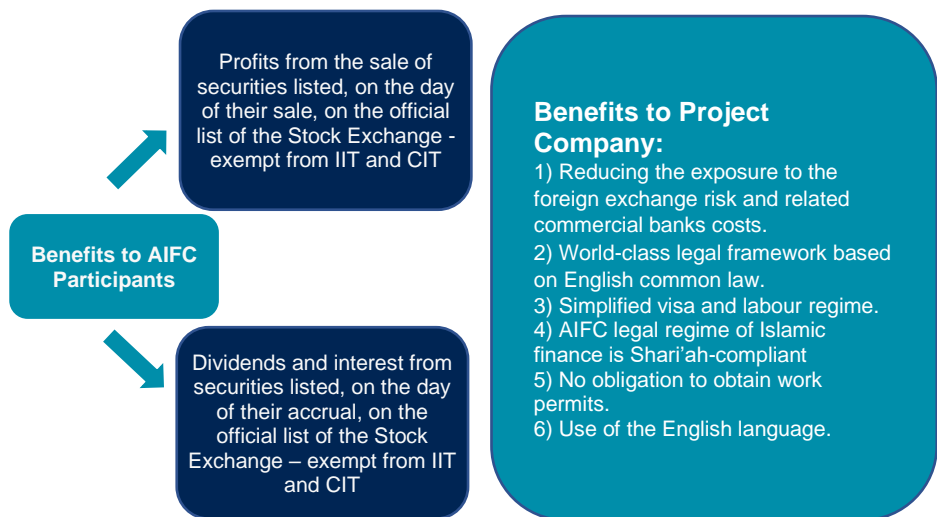 Profits from the sale of
securities listed, on the day
of their sale, on the official
list of the Stock Exchange -
exempt from IIT and CIT
Benefits to AIFC
Participants
Dividends and interest from
securities listed, on the day
of their accrual, on the
official list of the Stock
Exchange – exempt from IIT
and CIT
Benefits to Project
Company:
1) Reducing the exposure to the
foreign exchange risk and related
commercial banks costs.
2) World-class legal framework based
on English common law.
3) Simplified visa and labour regime.
4) AIFC legal regime of Islamic
finance is Shari’ah-compliant
5) No obligation to obtain work
permits.
6) Use of the English language.